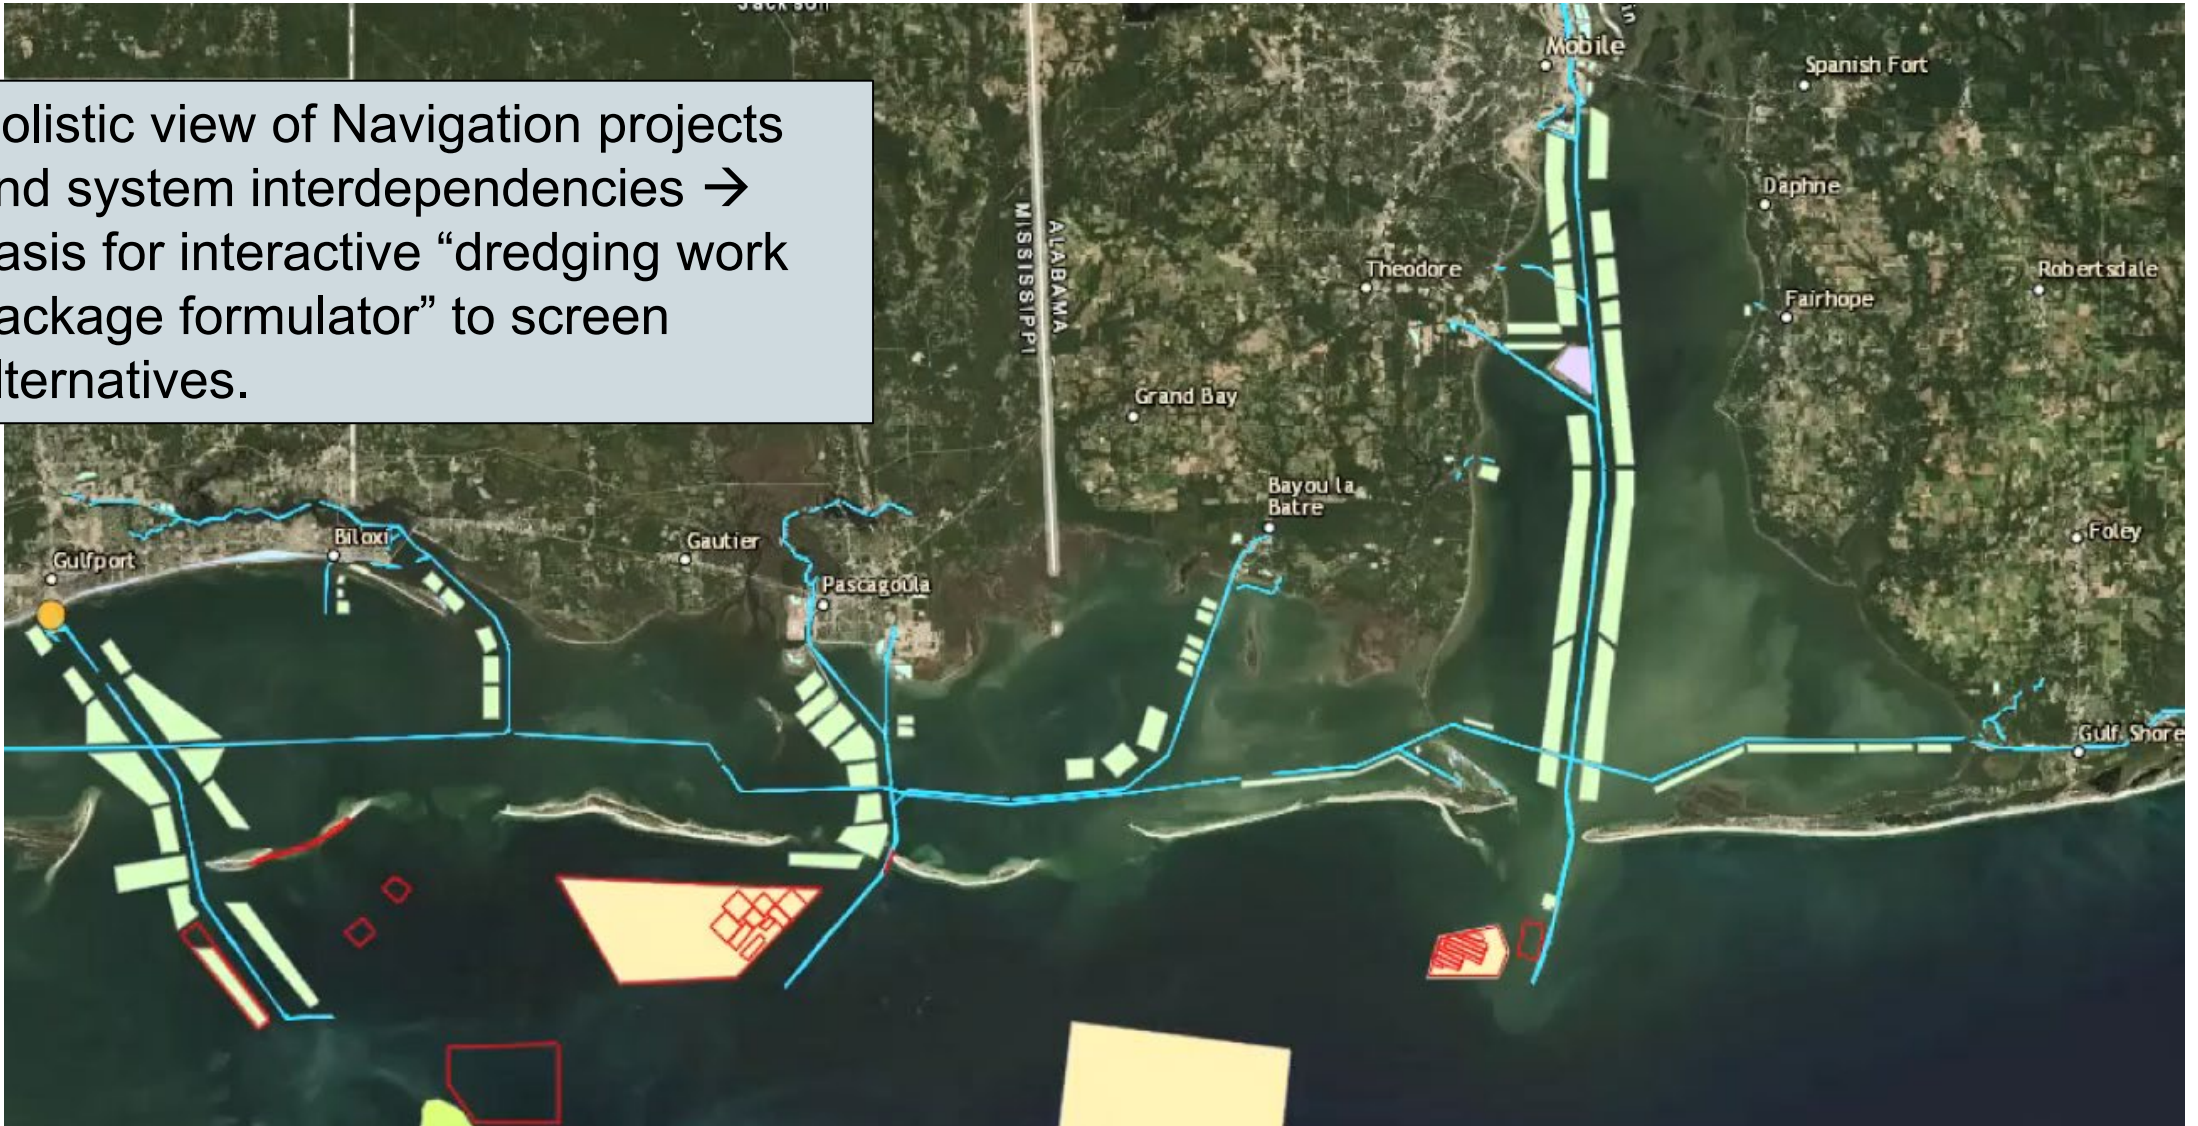 Jackson
olistic view of Navigation projects
nd system interdependencies →
asis for interactive “dredging work
ackage formulator” to screen
lternatives.
Mobile
Spanish Fort
Daphne
MISSISSIPPI
ALABAMA
Theodore
Robertsdale
Fairhope
Grand Bay
Bayou la
Batre
Foley
Biloxi
Gautier
Gulfport
Pascagoula
Gulf Shore